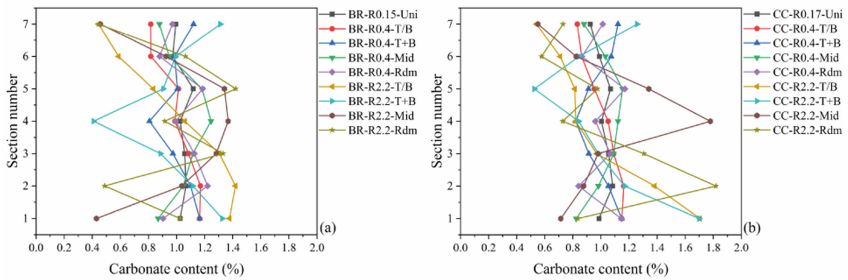 7
6
5
4
3
2
1
Section number
0.0 0.2 0.4 0.6 0.8 1.0 1.2 1.4 1.6 1.8 2.0
Carbonate content (%)
BR-R0.15-Uni
BR-R0.4-T/B
BR-R0.4-T+B
BR-R0.4-Mid
BR-R0.4-Rdm
BR-R2.2-T/B
BR-R2.2-T+B
BR-R2.2-Mid
BR-R2.2-Rdm
(a)
7
6
5
4
3
2
1
Section number
0.0 0.2 0.4 0.6 0.8 1.0 1.2 1.4 1.6 1.8 2.0
Carbonate content (%)
CC-R0.17-Uni
CC-R0.4-T/B
CC-R0.4-T+B
CC-R0.4-Mid
CC-R0.4-Rdm
CC-R2.2-T/B
CC-R2.2-T+B
CC-R2.2-Mid
CC-R2.2-Rdm
(b)